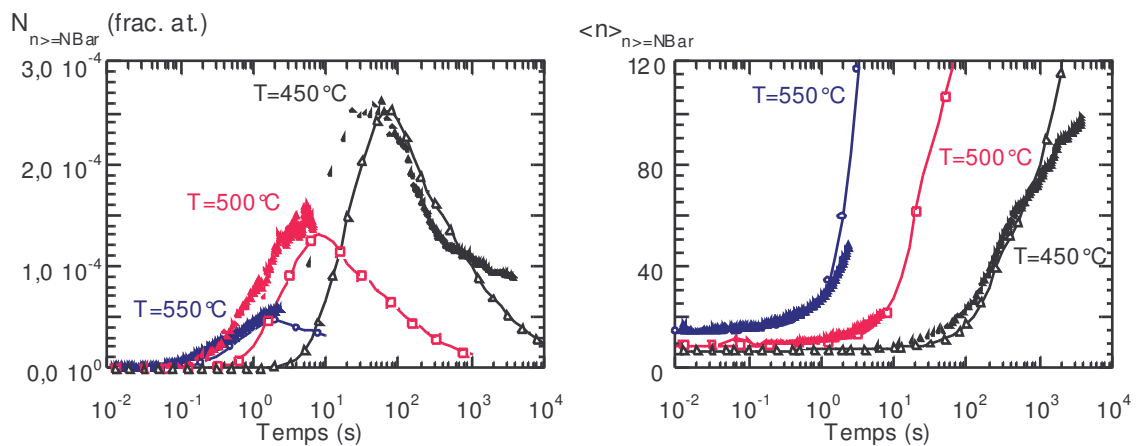 N n>=NBar (frac. at.)
<n> n>=NBar
3,0 10-4
2,0 10-4
1,0 10-4
0,0 100
T=450°C
T=500°C
T=550°C
10-2 10-1 100 101 102 103 104
Temps (s)
120
80
60
40
20
0
T=550°C
T=500°C
T=450°C
10-2 10-1 100 101 102 103 104
Temps (s)